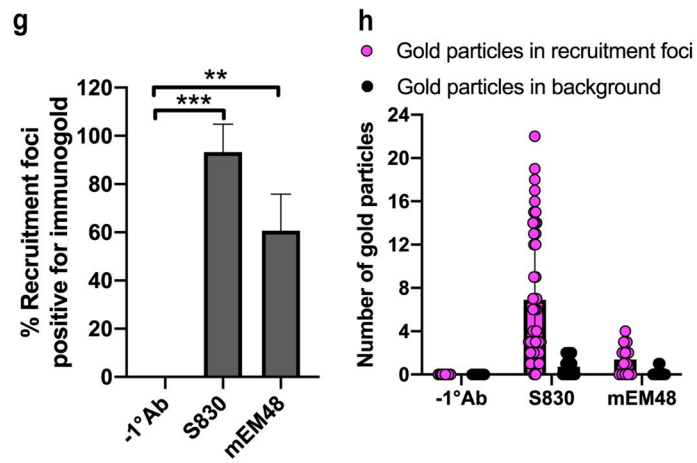 g
% Recruitment foci
positive for immunogold
120
100
80
60
40
20
0
**
***
-1°Ab
S830
mEM48
h
Gold particles in recruitment foci
Gold particles in background
Number of gold particles
24
20
16
12
8
4
0
-1°Ab
S830
mEM48